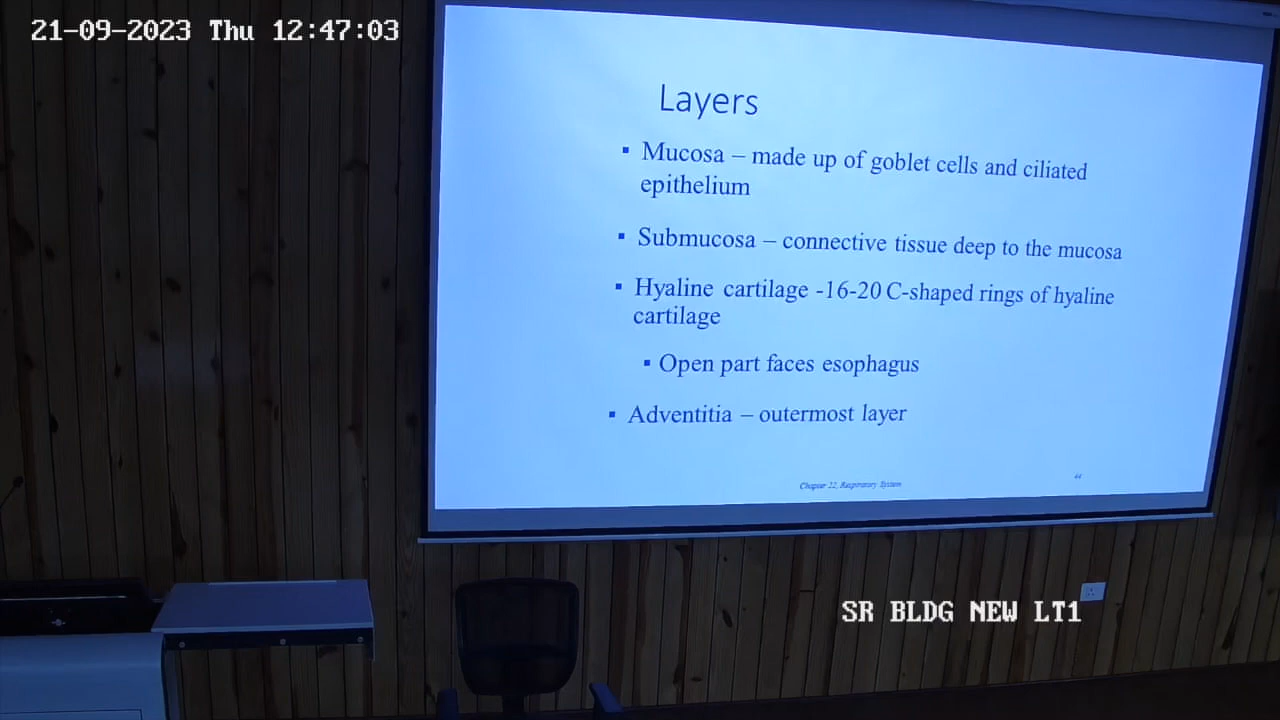 21-09-2023 Thu 12:47:03
Layers
▪ Mucosa – made up of goblet cells and ciliated
epithelium
▪ Submucosa – connective tissue deep to the mucosa
▪ Hyaline cartilage -16-20 C-shaped rings of hyaline
cartilage
▪ Open part faces esophagus
▪ Adventitia – outermost layer
Chapter 22, Respiratory System
44
SR BLDG NEW LT1